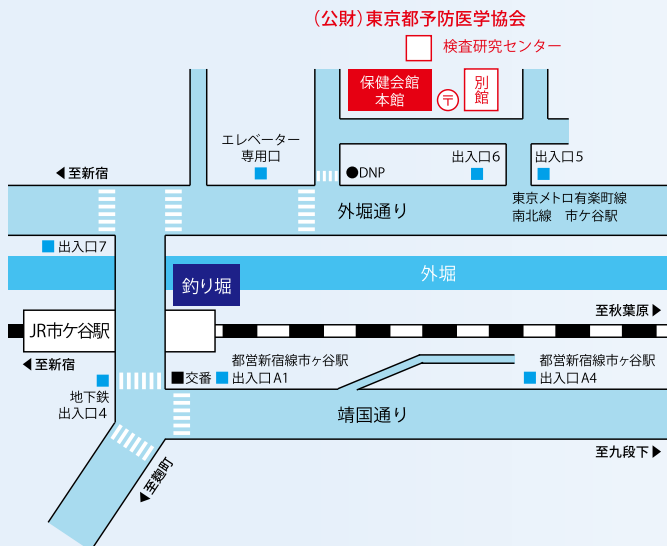 （公財）東京都予防医学協会
検査研究センター
保健会館
本館
〒
別館
エレベーター
専用口
DNP
出入口6
出入口5
至新宿
東京メトロ有楽町線
南北線　市ケ谷駅
外堀通り
出入口7
外堀
釣り堀
至秋葉原
JR市ケ谷駅
至新宿
都営新宿線市ヶ谷駅
交番
出入口A1
都営新宿線市ヶ谷駅
出入口A4
地下鉄
出入口4
靖国通り
至九段下
至麹町